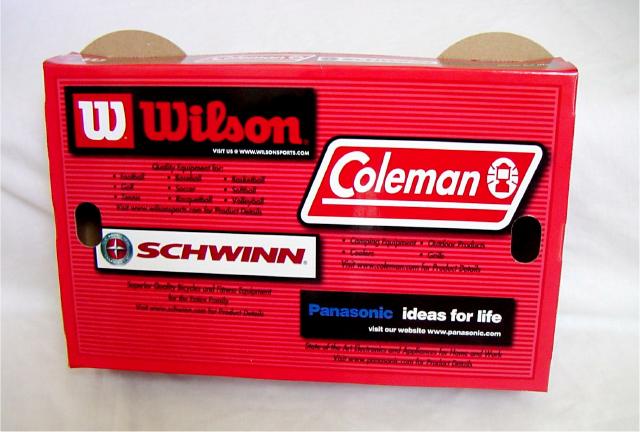 W Wilson
VISIT US @ WWW.WILSONSPORTS.COM
Quality Equipment for:
• Football • Baseball • Basketball
• Golf • Soccer • Softball
• Tennis • Racquetball • Volleyball
Visit www.wilsonsports.com for Product Details
Coleman
• Camping Equipment • Outdoor Products
• Coolers • Grills
Visit www.coleman.com for Product Details
SCHWINN
Superior Quality Bicycles and Fitness Equipment
for the Entire Family
Visit www.schwinn.com for Product Details
Panasonic ideas for life
visit our website www.panasonic.com
State of the Art Electronics and Appliances for Home and Work
Visit www.panasonic.com for Product Details